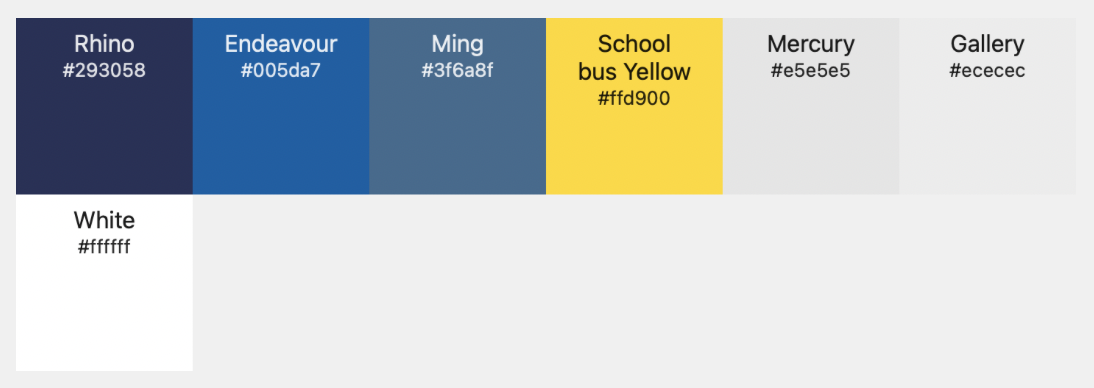 Rhino
#293058
Endeavour
#005da7
Ming
#3f6a8f
School
bus Yellow
#ffd900
Mercury
#e5e5e5
Gallery
#ececec
White
#ffffff